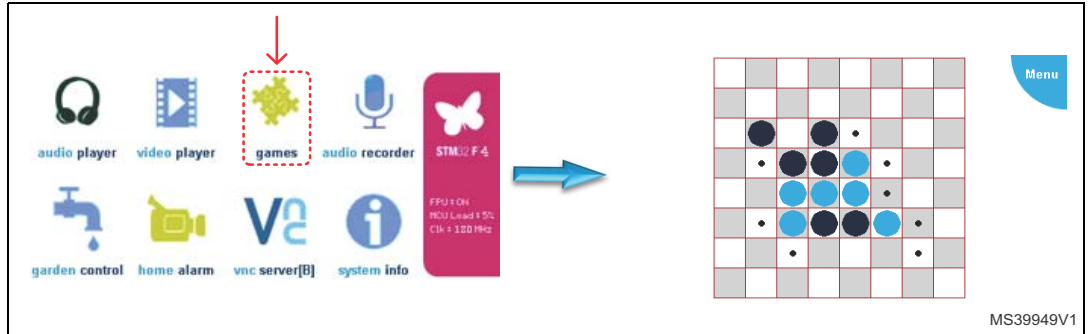 audio player
video player
games
audio recorder
STM32 F4
FPU : ON
MCU Load : 5%
Clk : 180 MHz
garden control
home alarm
vnc server[B]
system info
Menu
MS39949V1